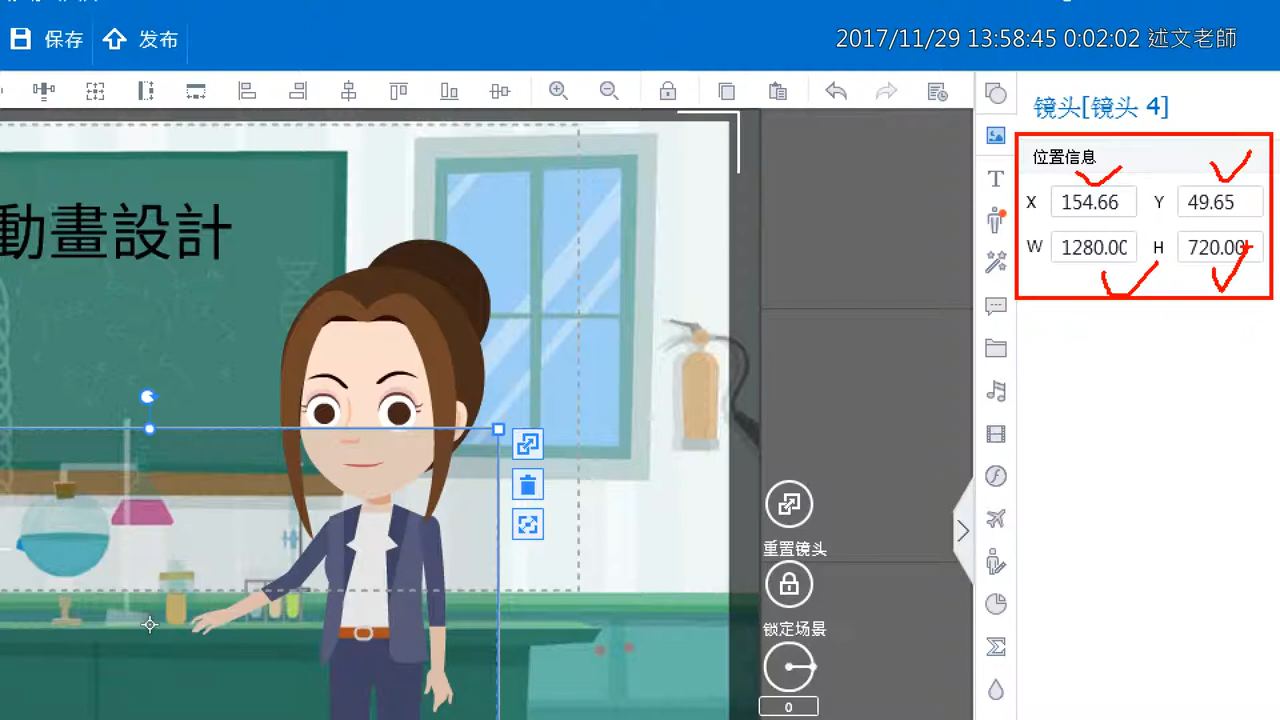 保存
发布
2017/11/29 13:58:45 0:02:02 述文老師
镜头[镜头 4]
位置信息
X 154.66 Y 49.65
W 1280.00 H 720.00
動畫設計
重置镜头
锁定场景
0